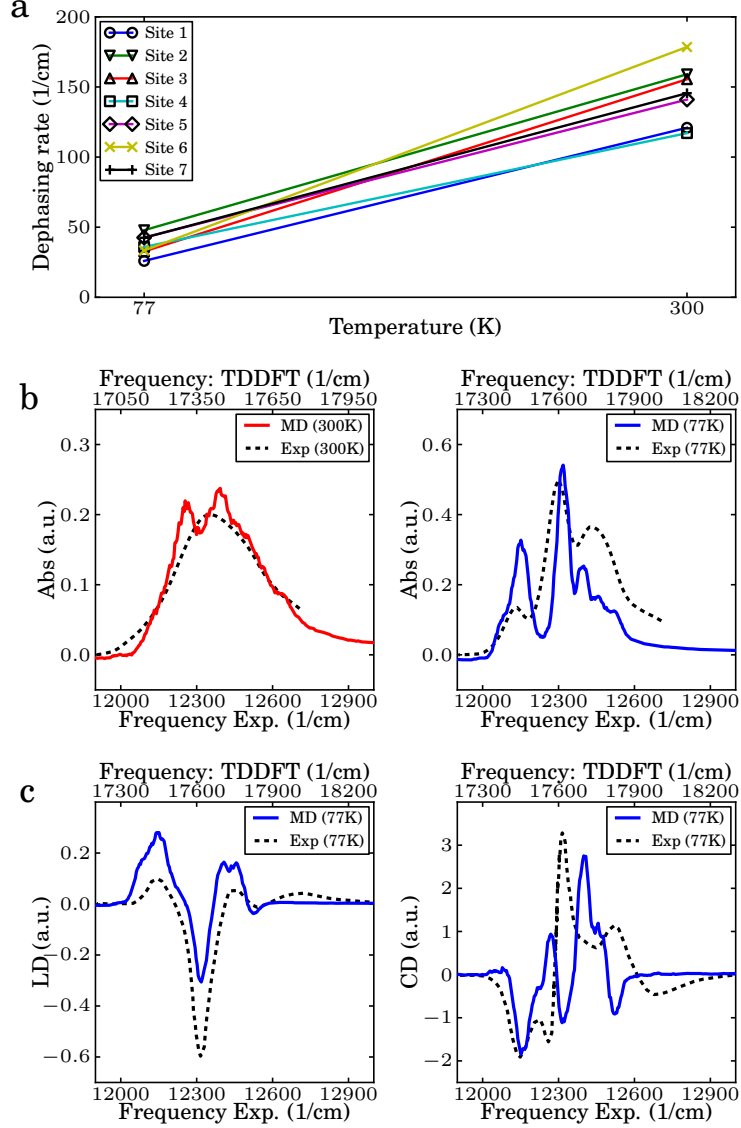 a
200
150
100
50
0
Dephasing rate (1/cm)
Site 1
Site 2
Site 3
Site 4
Site 5
Site 6
Site 7
77
300
Temperature (K)
b
Frequency: TDDFT (1/cm)
17050 17350 17650 17950
0.3
0.2
0.1
0.0
Abs (a.u.)
MD (300K)
Exp (300K)
12000 12300 12600 12900
Frequency Exp. (1/cm)
Frequency: TDDFT (1/cm)
17300 17600 17900 18200
0.6
0.4
0.2
0.0
Abs (a.u.)
MD (77K)
Exp (77K)
12000 12300 12600 12900
Frequency Exp. (1/cm)
c
Frequency: TDDFT (1/cm)
17300 17600 17900 18200
0.2
0.0
−0.2
−0.4
−0.6
LD (a.u.)
MD (77K)
Exp (77K)
12000 12300 12600 12900
Frequency Exp. (1/cm)
Frequency: TDDFT (1/cm)
17300 17600 17900 18200
3
2
1
0
−1
−2
CD (a.u.)
MD (77K)
Exp (77K)
12000 12300 12600 12900
Frequency Exp. (1/cm)